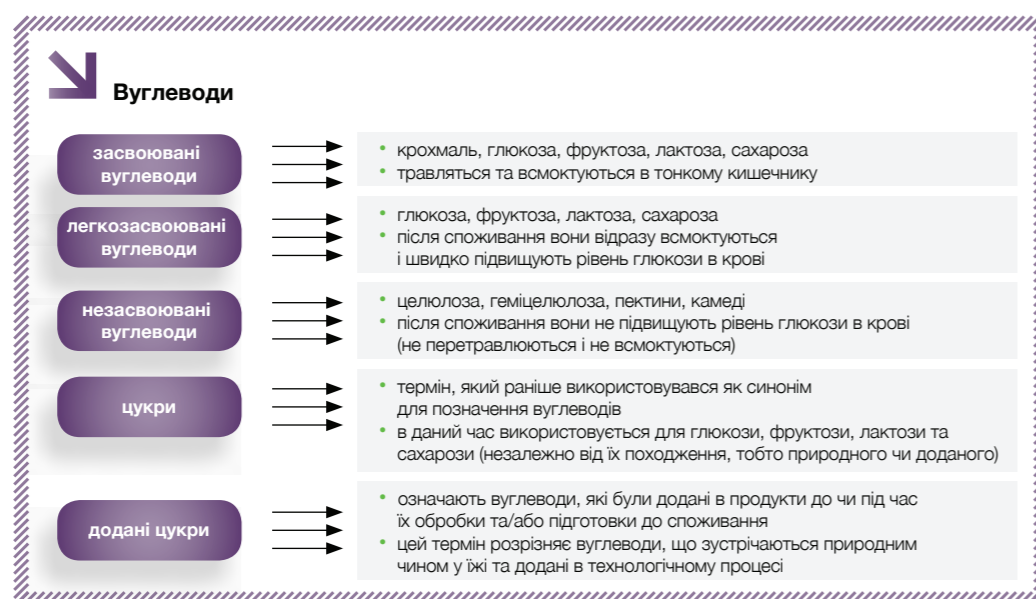 Вуглеводи
засвоювані
вуглеводи
• крохмаль, глюкоза, фруктоза, лактоза, сахароза
• травляться та всмоктуються в тонкому кишечнику
легкозасвоювані
вуглеводи
• глюкоза, фруктоза, лактоза, сахароза
• після споживання вони відразу всмоктуються
і швидко підвищують рівень глюкози в крові
незасвоювані
вуглеводи
• целюлоза, геміцелюлоза, пектини, камеді
• після споживання вони не підвищують рівень глюкози в крові
(не перетравлюються і не всмоктуються)
цукри
• термін, який раніше використовувався як синонім
для позначення вуглеводів
• в даний час використовується для глюкози, фруктози, лактози та
сахарози (незалежно від їх походження, тобто природного чи доданого)
додані цукри
• означають вуглеводи, які були додані в продукти до чи під час
їх обробки та/або підготовки до споживання
• цей термін розрізняє вуглеводи, що зустрічаються природним
чином у їжі та додані в технологічному процесі